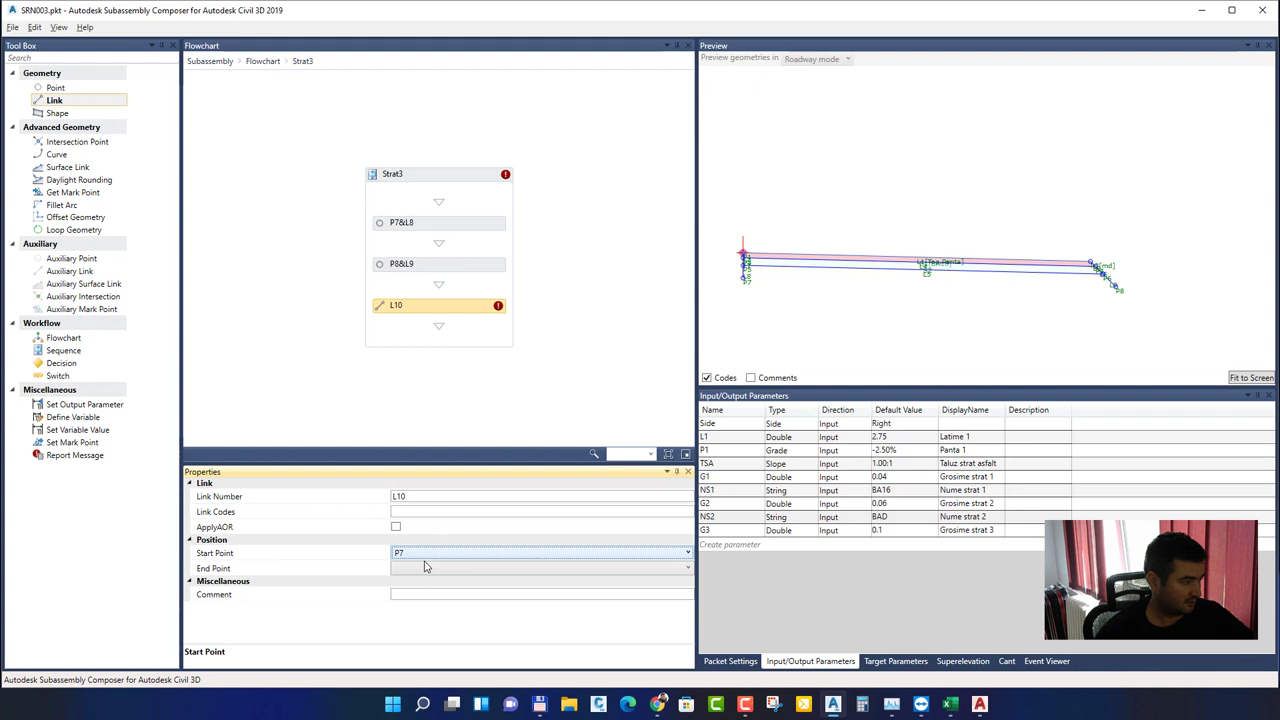 SRN003.pkt - Autodesk Subassembly Composer for Autodesk Civil 3D 2019
File Edit View Help
Tool Box
Search
Geometry
Point
Link
Shape
Advanced Geometry
Intersection Point
Curve
Surface Link
Daylight Rounding
Get Mark Point
Fillet Arc
Offset Geometry
Loop Geometry
Auxiliary
Auxiliary Point
Auxiliary Link
Auxiliary Surface Link
Auxiliary Intersection
Auxiliary Mark Point
Workflow
Flowchart
Sequence
Decision
Switch
Miscellaneous
Set Output Parameter
Define Variable
Set Variable Value
Set Mark Point
Report Message
Flowchart
Subassembly Flowchart Strat3
Strat3
P7&L8
P8&L9
L10
Properties
Link
Link Number L10
Link Codes
ApplyAOR
Position
Start Point P7
End Point
Miscellaneous
Comment
Start Point
Preview
Preview geometries in Roadway mode
L5
P7
P8
Codes Comments Fit to Screen
Input/Output Parameters
Name Type Direction Default Value DisplayName Description
Side Side Input Right
L1 Double Input 2.75 Latime 1
P1 Grade Input -2.50% Panta 1
TSA Slope Input 1.00:1 Taluz strat asfalt
G1 Double Input 0.04 Grosime strat 1
NS1 String Input BA16 Nume strat 1
G2 Double Input 0.06 Grosime strat 2
NS2 String Input BAD Nume strat 2
G3 Double Input 0.1 Grosime strat 3
Create parameter
Packet Settings Input/Output Parameters Target Parameters Superelevation Cant Event Viewer
Autodesk Subassembly Composer for Autodesk Civil 3D